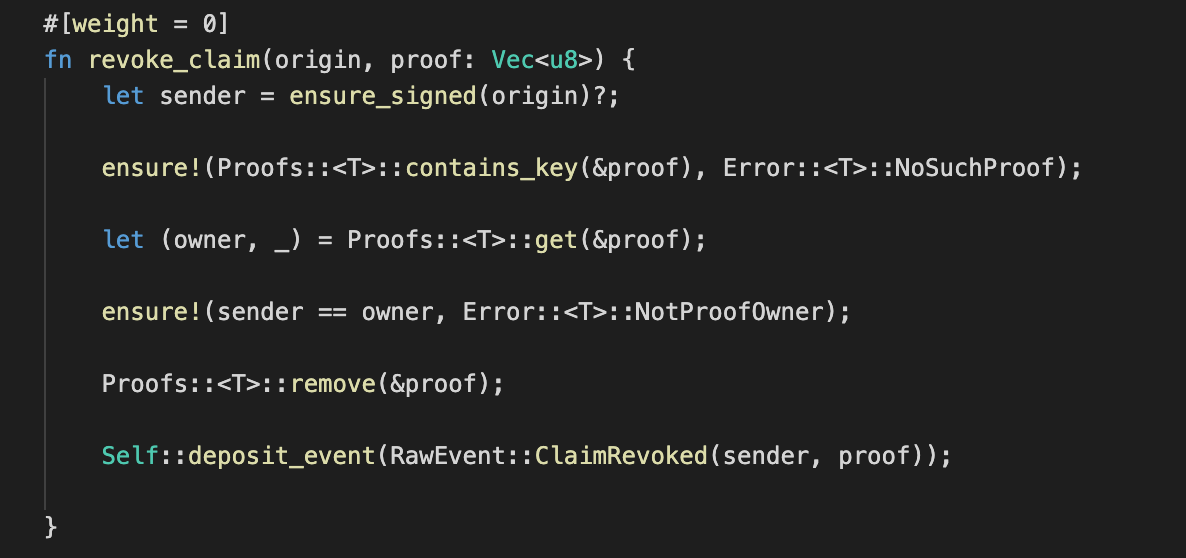 #[weight = 0]
fn revoke_claim(origin, proof: Vec<u8>) {
let sender = ensure_signed(origin)?;
ensure!(Proofs::<T>::contains_key(&proof), Error::<T>::NoSuchProof);
let (owner, _) = Proofs::<T>::get(&proof);
ensure!(sender == owner, Error::<T>::NotProofOwner);
Proofs::<T>::remove(&proof);
Self::deposit_event(RawEvent::ClaimRevoked(sender, proof));
}